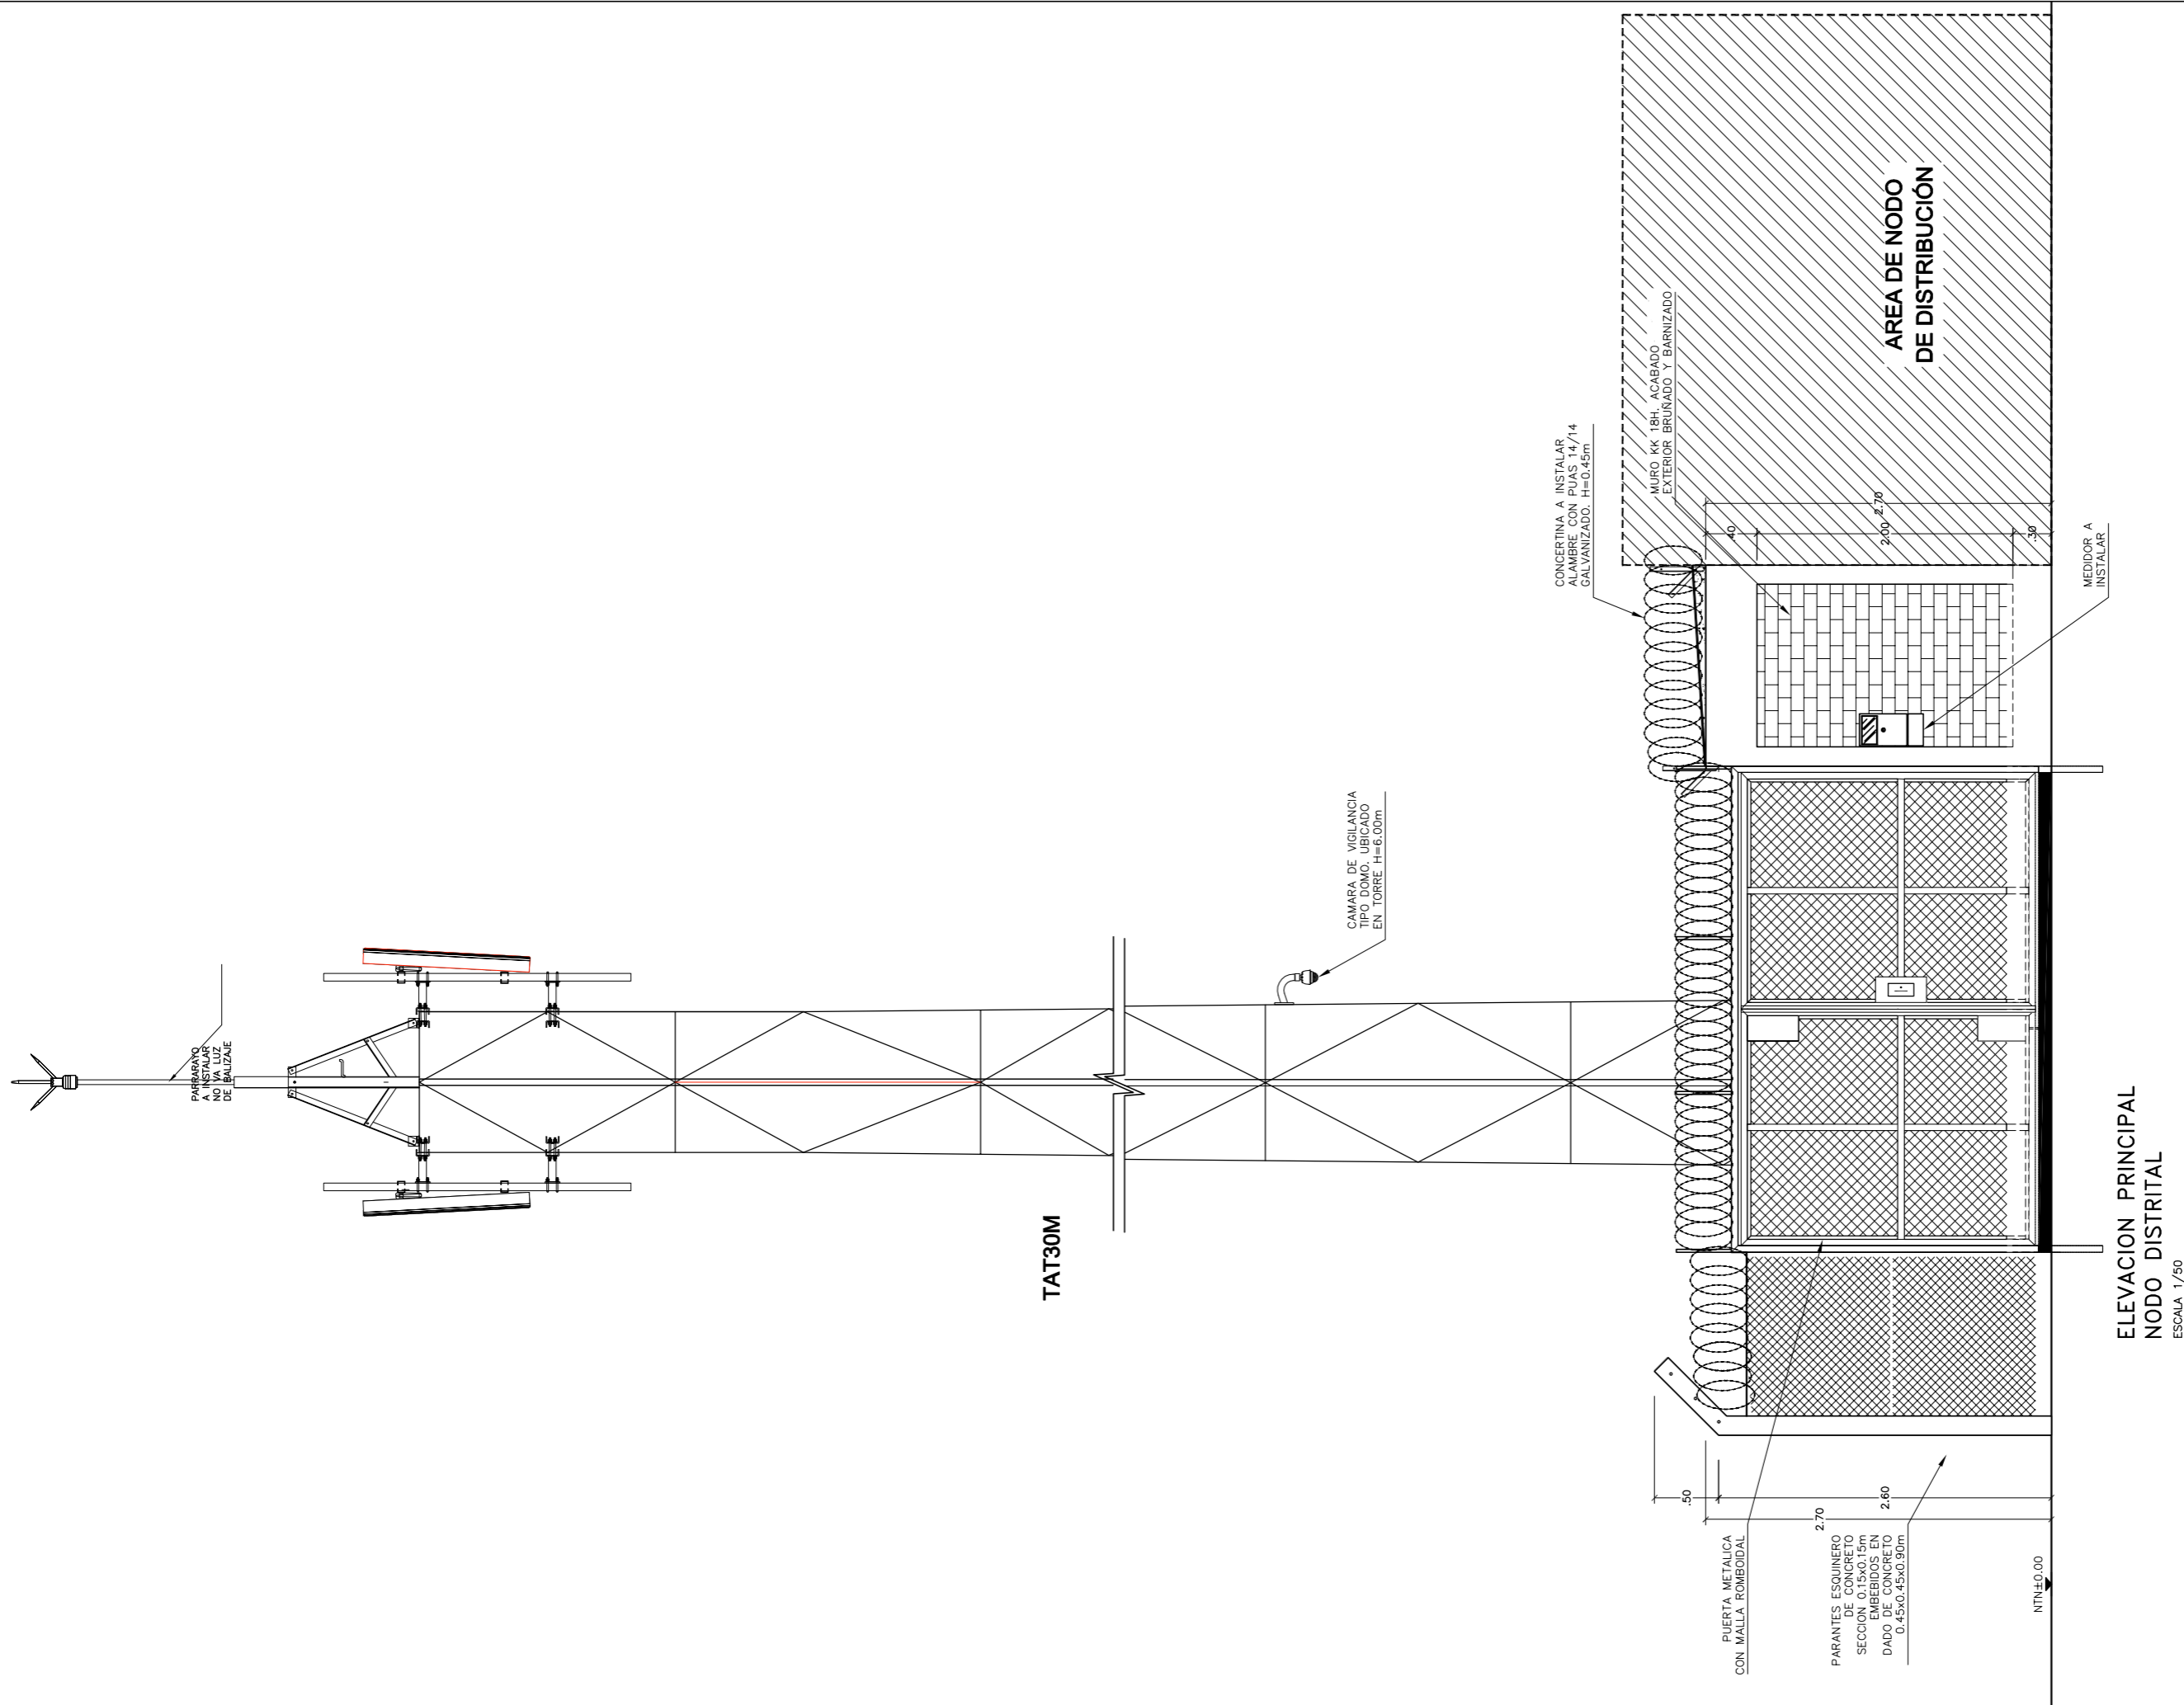 PARRARAYO
A INSTALAR
NO VA LUZ
DE BALIZAJE
TAT30M
CAMARA DE VIGILANCIA
TIPO DOMO. UBICADO
EN TORRE H=6.00m
CONCERTINA A INSTALAR
ALAMBRE CON PUAS 14/14
GALVANIZADO. H=0.45m
MURO KK 18H. ACABADO
EXTERIOR BRUÑADO Y BARNIZADO
AREA DE NODO
DE DISTRIBUCIÓN
.40
2.00
2.70
.30
MEDIDOR A
INSTALAR
.50
2.60
2.70
PUERTA METALICA
CON MALLA ROMBOIDAL
PARANTES ESQUINERO
DE CONCRETO
SECCION 0.15x0.15m
EMBEBIDOS EN
DADO DE CONCRETO
0.45x0.45x0.90m
NTN±0.00
ELEVACION PRINCIPAL
NODO DISTRITAL
ESCALA 1/50